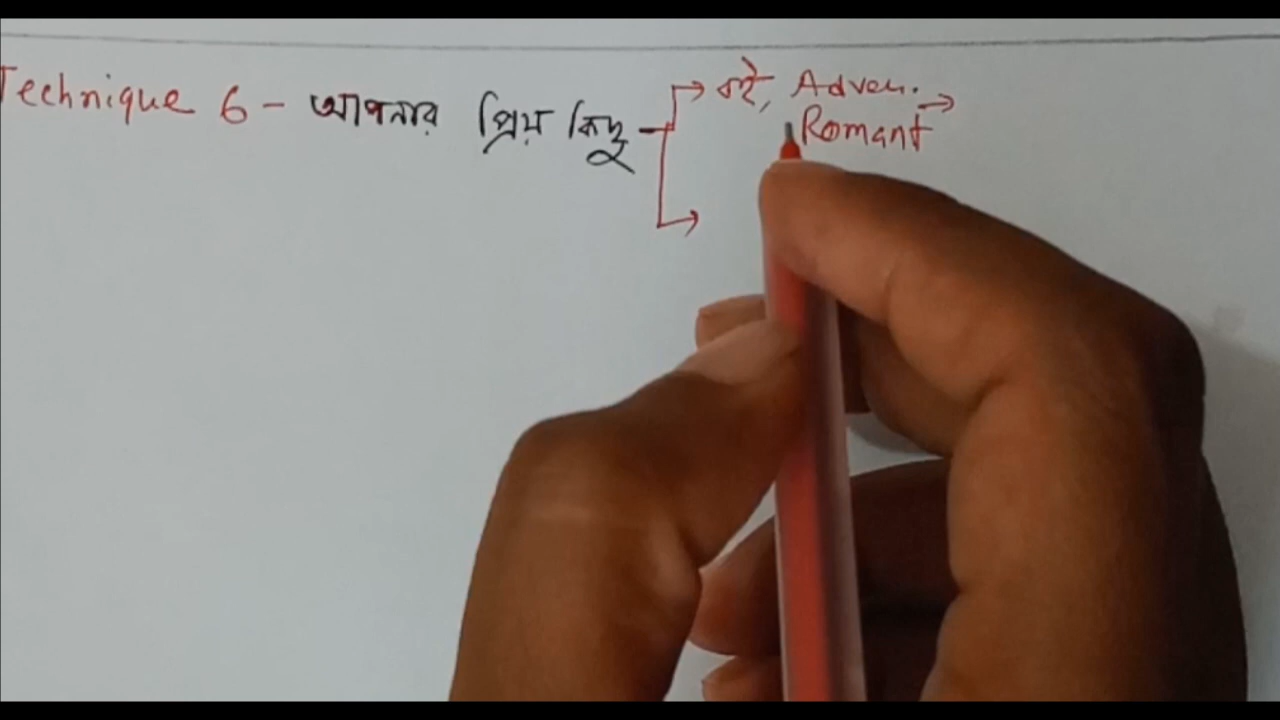 Technique 6 - আপনার প্রিয় কিছু → বই, Adven.
Romant →